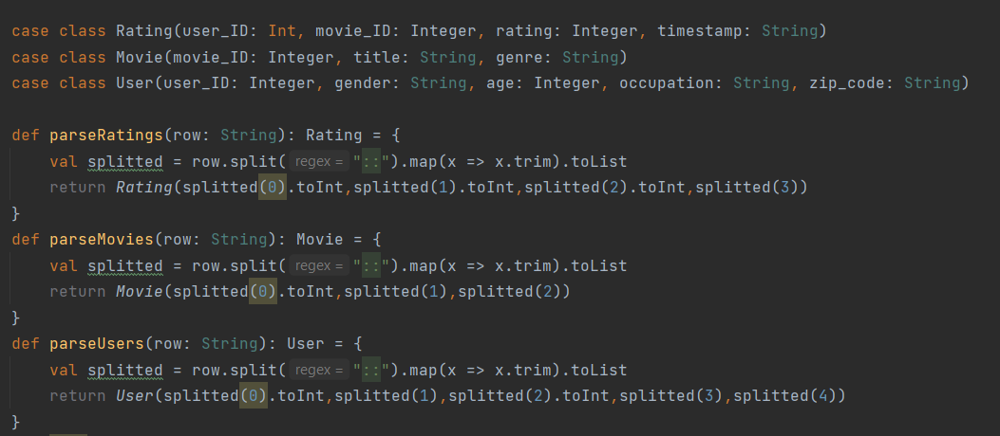 case class Rating(user_ID: Int, movie_ID: Integer, rating: Integer, timestamp: String)
case class Movie(movie_ID: Integer, title: String, genre: String)
case class User(user_ID: Integer, gender: String, age: Integer, occupation: String, zip_code: String)
def parseRatings(row: String): Rating = {
val splitted = row.split( regex = "::").map(x => x.trim).toList
return Rating(splitted(0).toInt,splitted(1).toInt,splitted(2).toInt,splitted(3))
}
def parseMovies(row: String): Movie = {
val splitted = row.split( regex = "::").map(x => x.trim).toList
return Movie(splitted(0).toInt,splitted(1),splitted(2))
}
def parseUsers(row: String): User = {
val splitted = row.split( regex = "::").map(x => x.trim).toList
return User(splitted(0).toInt,splitted(1),splitted(2).toInt,splitted(3),splitted(4))
}